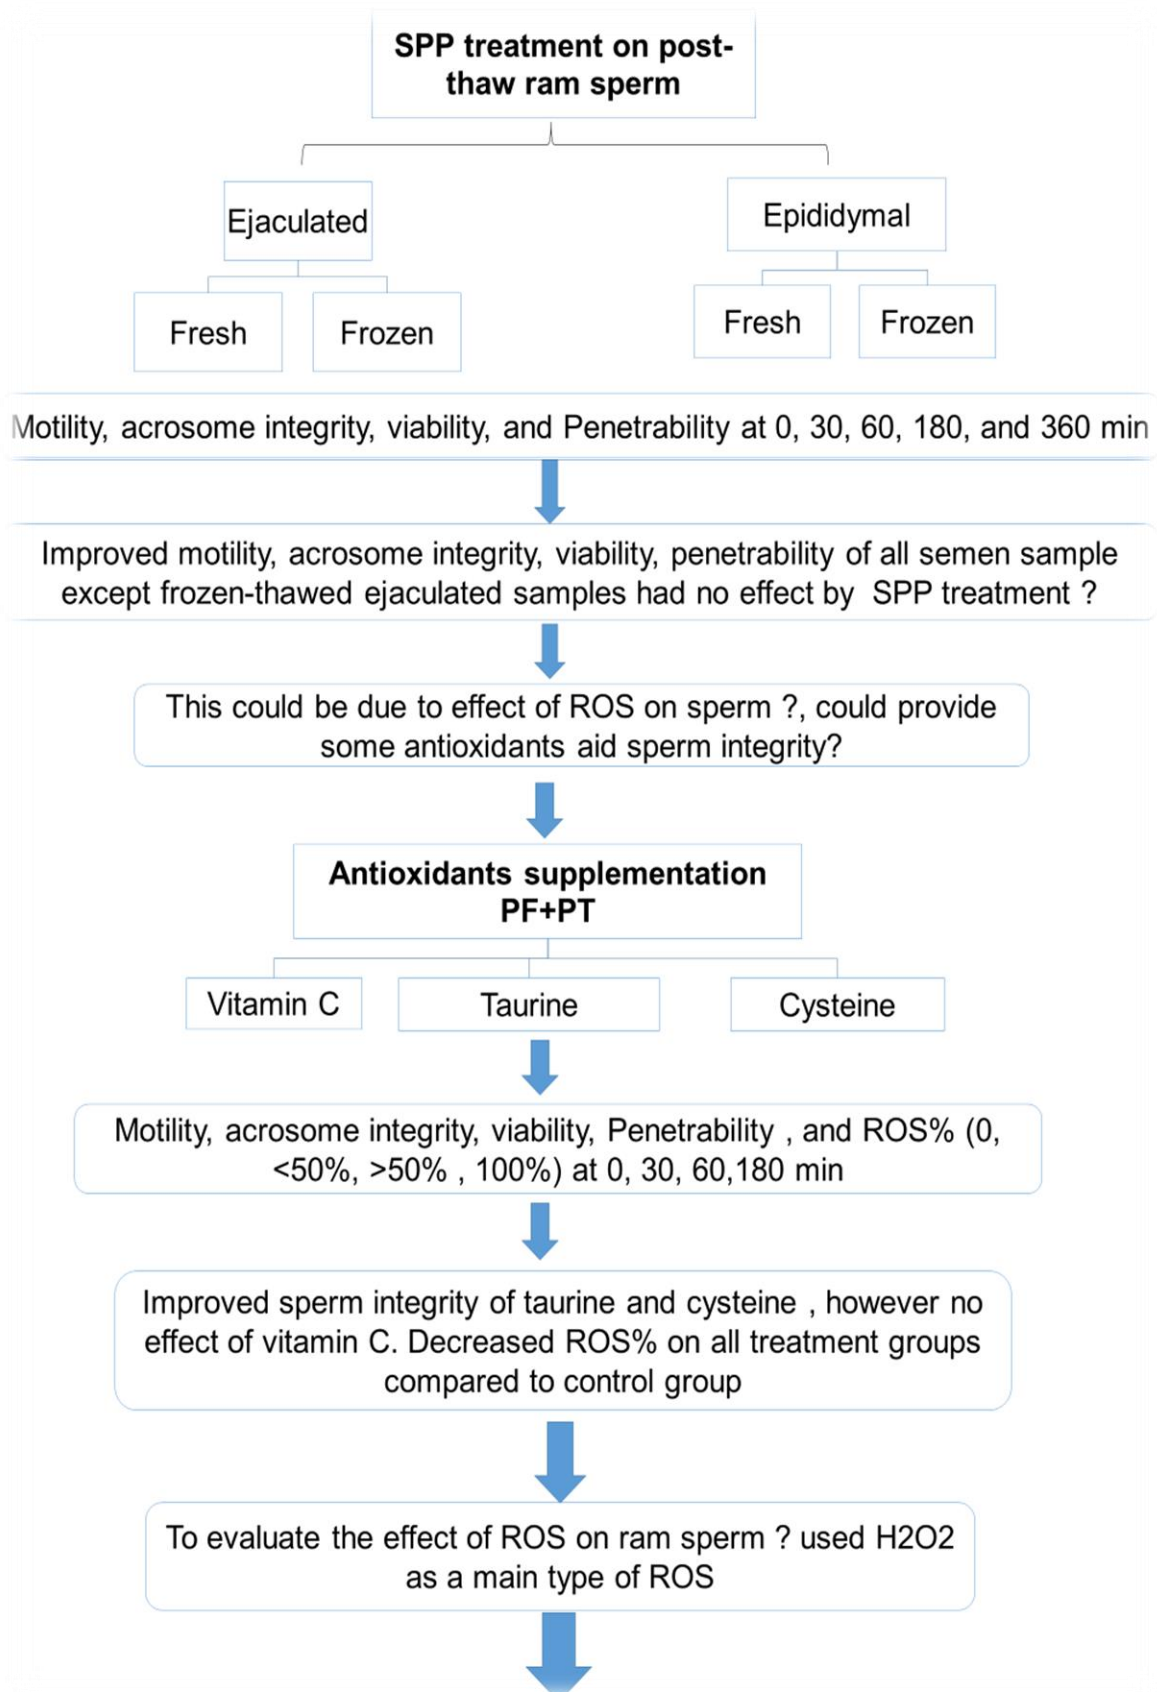 SPP treatment on post-
thaw ram sperm
Ejaculated
Epididymal
Fresh
Frozen
Fresh
Frozen
Motility, acrosome integrity, viability, and Penetrability at 0, 30, 60, 180, and 360 min
Improved motility, acrosome integrity, viability, penetrability of all semen sample
except frozen-thawed ejaculated samples had no effect by SPP treatment ?
This could be due to effect of ROS on sperm ?, could provide
some antioxidants aid sperm integrity?
Antioxidants supplementation
PF+PT
Vitamin C
Taurine
Cysteine
Motility, acrosome integrity, viability, Penetrability , and ROS% (0,
<50%, >50% , 100%) at 0, 30, 60,180 min
Improved sperm integrity of taurine and cysteine , however no
effect of vitamin C. Decreased ROS% on all treatment groups
compared to control group
To evaluate the effect of ROS on ram sperm ? used H2O2
as a main type of ROS